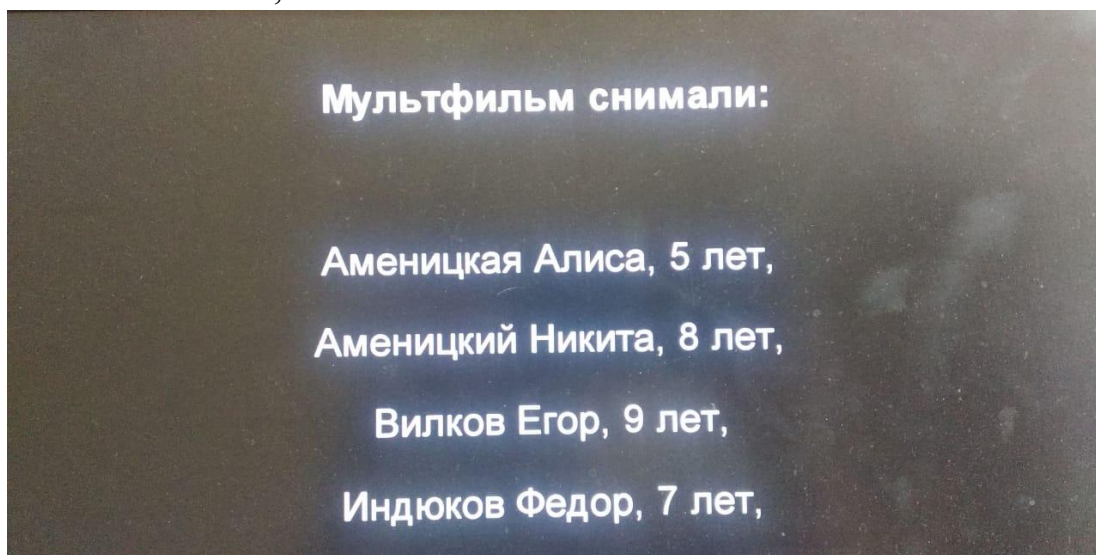 Мультфильм снимали:
Аменицкая Алиса, 5 лет,
Аменицкий Никита, 8 лет,
Вилков Егор, 9 лет,
Индюков Федор, 7 лет,